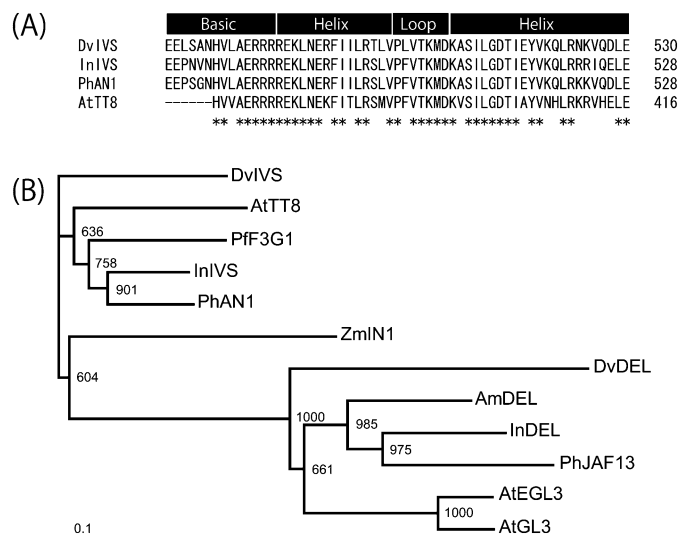 (A)
Basic Helix Loop Helix
DvIVS EELSANHVLAERRRREKLNERFIILRTLVPLVTKMDKASILGDTIEYVKQLRNKVQDLE 530
InIVS EEPNVNHVLAERRRREKLNERFIILRSLVPFVTKMDKASILGDTIEYVKQLRRRIQELE 528
PhAN1 EEPSGNHVLAERRRREKLNERFIILRSLVPFVTKMDKASILGDTIEYVKQLRKKVQDLE 528
AtTT8 ------HVVAERRRREKLNEKFITLRSMVPFVTKMDKVSILGDTIAYVNHLRKRVHELE 416
** *********** ** ** ** ****** ******* ** ** **
(B)
DvIVS
AtTT8
636
PfF3G1
758
InIVS
901
PhAN1
ZmIN1
604
DvDEL
AmDEL
1000
985
InDEL
975
PhJAF13
661
AtEGL3
1000
AtGL3
0.1